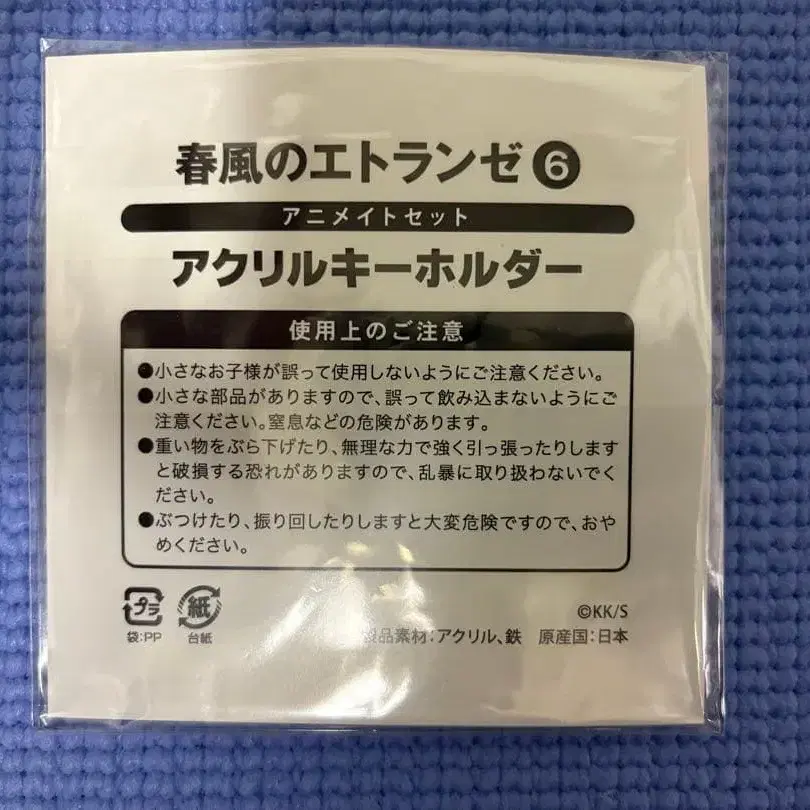 春風のエトランゼ❻
アニメイトセット
アクリルキーホルダー
使用上のご注意
●小さなお子様が誤って使用しないようにご注意ください。
●小さな部品がありますので、誤って飲み込まないようにご
注意ください。窒息などの危険があります。
●重い物をぶら下げたり、無理な力で強く引っ張ったりします
と破損する恐れがありますので、乱暴に取り扱わないでく
ださい。
●ぶつけたり、振り回したりしますと大変危険ですので、おや
めください。
プラ
紙
袋:PP
台紙
©KK/S
製品素材:アクリル、鉄 原産国:日本